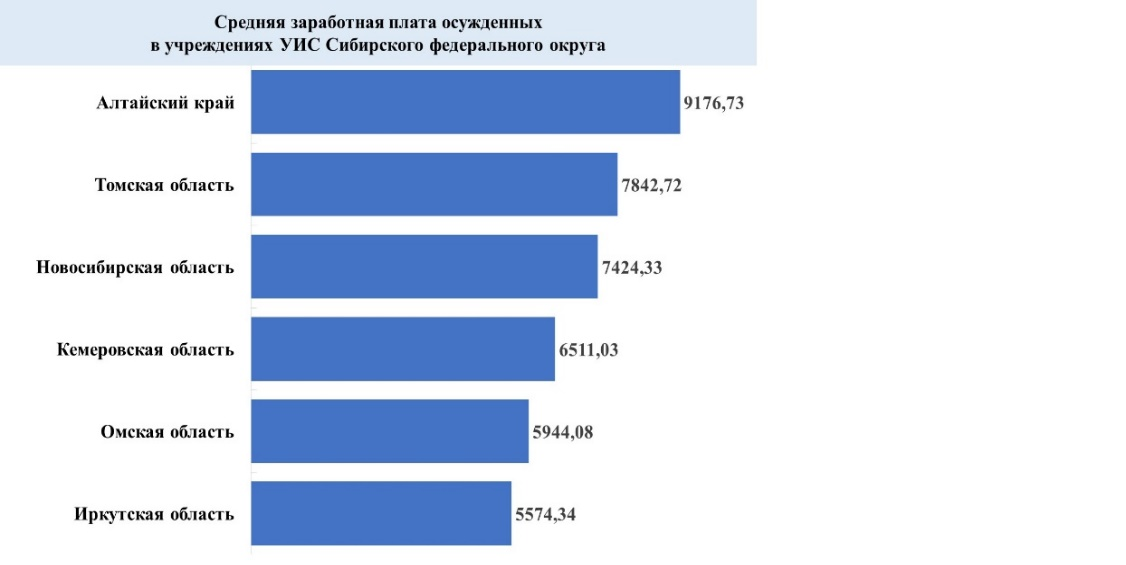 Средняя заработная плата осужденных
в учреждениях УИС Сибирского федерального округа
Алтайский край 9176,73
Томская область 7842,72
Новосибирская область 7424,33
Кемеровская область 6511,03
Омская область 5944,08
Иркутская область 5574,34